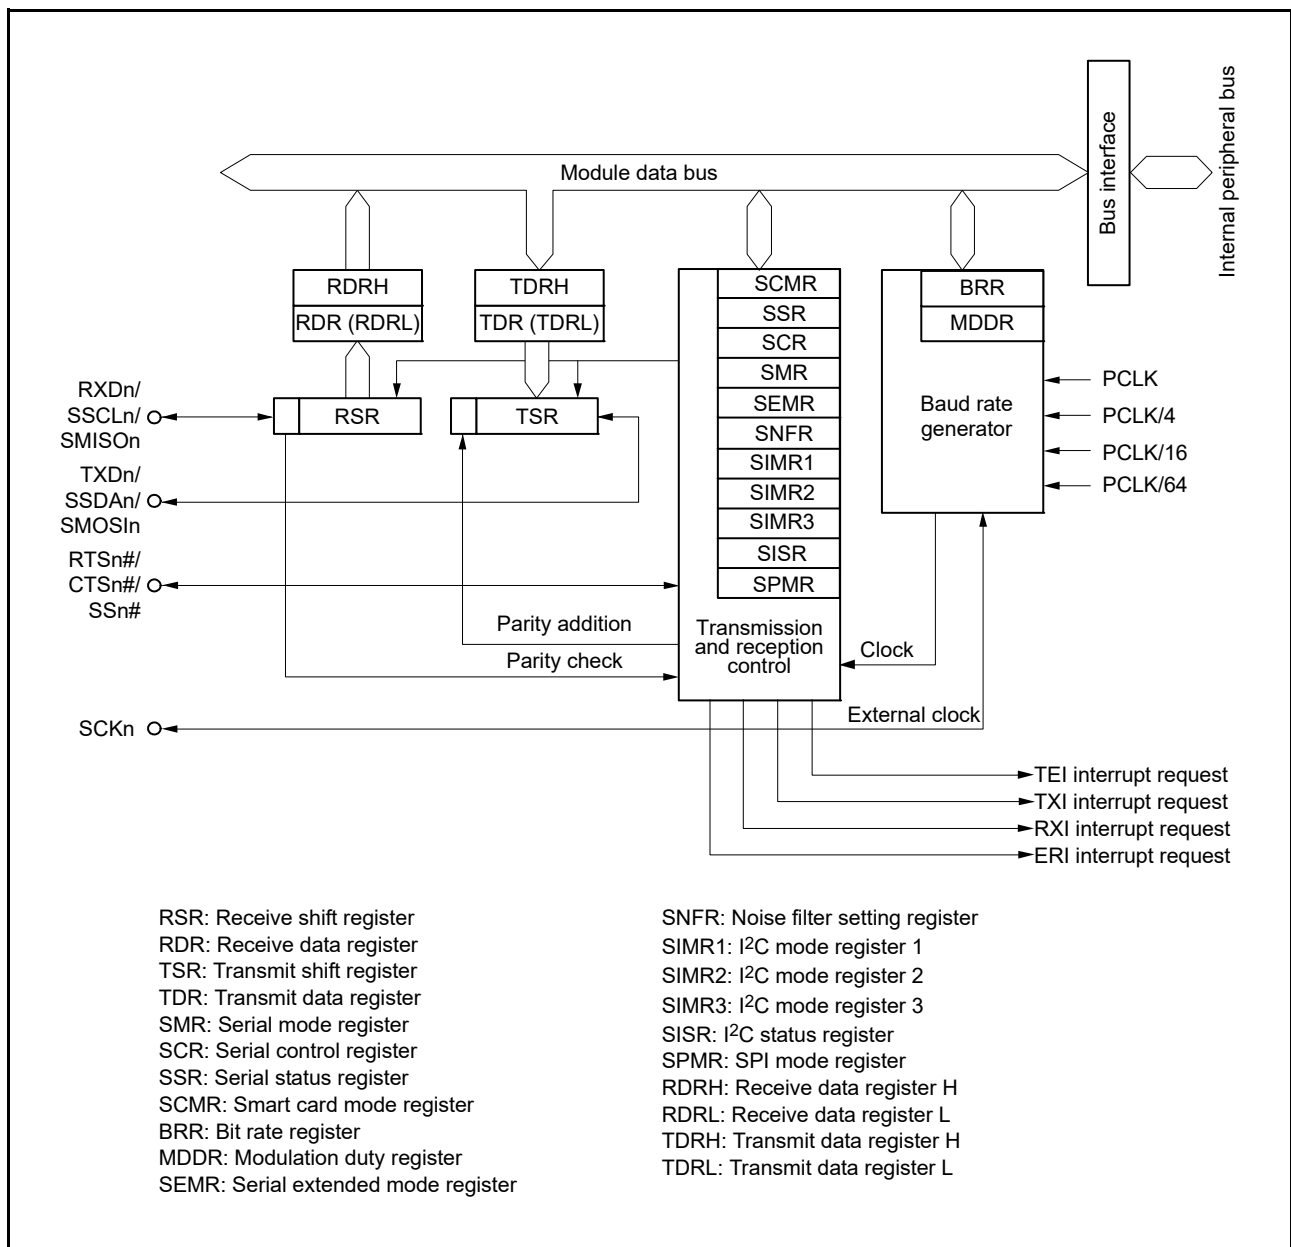 Internal peripheral bus
Bus interface
Module data bus
RDRH
RDR (RDRL)
TDRH
TDR (TDRL)
SCMR
SSR
SCR
SMR
SEMR
SNFR
SIMR1
SIMR2
SIMR3
SISR
SPMR
Transmission
and reception
control
BRR
MDDR
Baud rate
generator
PCLK
PCLK/4
PCLK/16
PCLK/64
RXDn/
SSCLn/
SMISOn
RSR
TSR
TXDn/
SSDAn/
SMOSIn
RTSn#/
CTSn#/
SSn#
Parity addition
Parity check
Clock
External clock
SCKn
TEI interrupt request
TXI interrupt request
RXI interrupt request
ERI interrupt request
RSR: Receive shift register
RDR: Receive data register
TSR: Transmit shift register
TDR: Transmit data register
SMR: Serial mode register
SCR: Serial control register
SSR: Serial status register
SCMR: Smart card mode register
BRR: Bit rate register
MDDR: Modulation duty register
SEMR: Serial extended mode register
SNFR: Noise filter setting register
SIMR1: I²C mode register 1
SIMR2: I²C mode register 2
SIMR3: I²C mode register 3
SISR: I²C status register
SPMR: SPI mode register
RDRH: Receive data register H
RDRL: Receive data register L
TDRH: Transmit data register H
TDRL: Transmit data register L